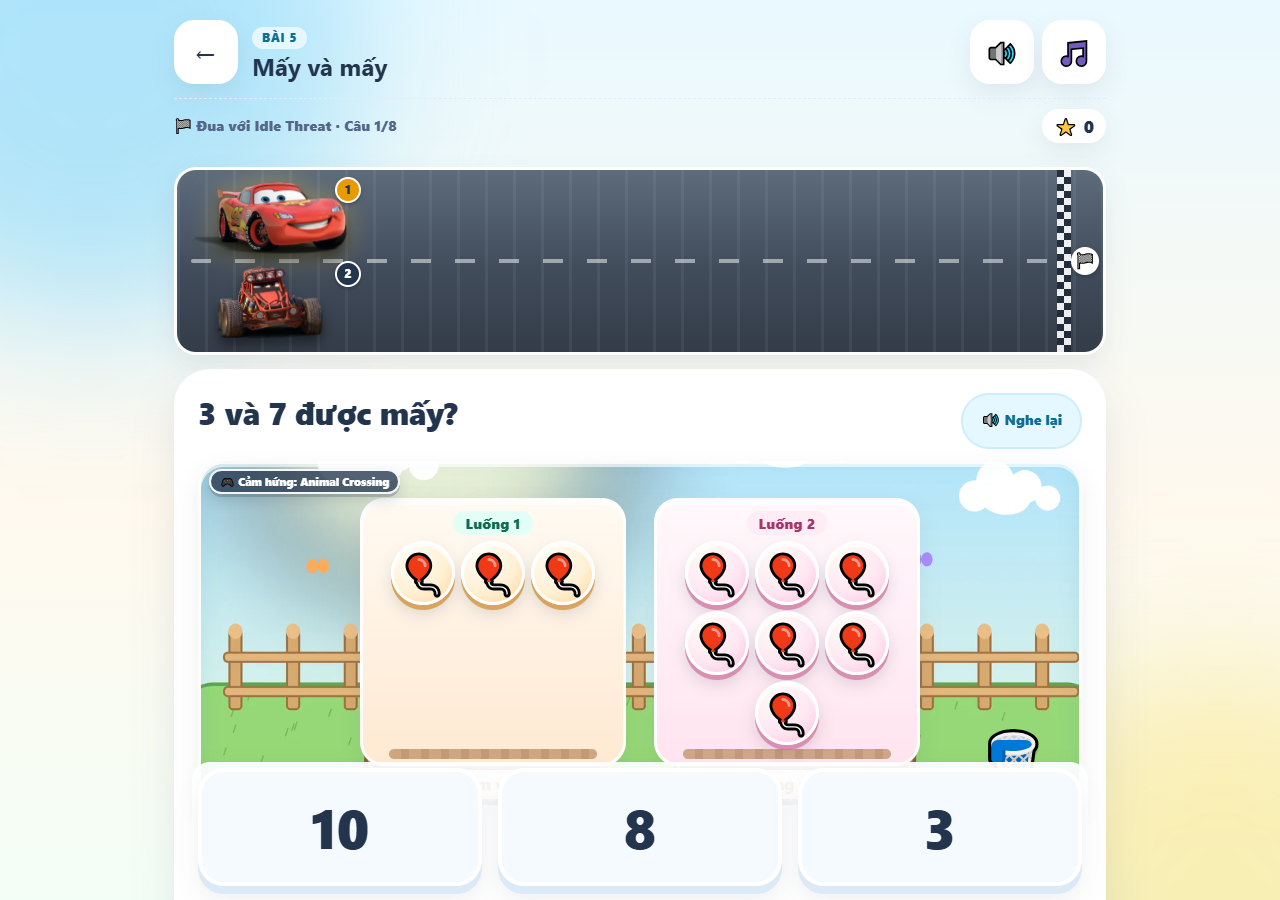 ←
BÀI 5
Mấy và mấy
Đua với Idle Threat · Câu 1/8
0
1
2
3 và 7 được mấy?
Nghe lại
Cảm hứng: Animal Crossing
Luống 1
Luống 2
10
8
3